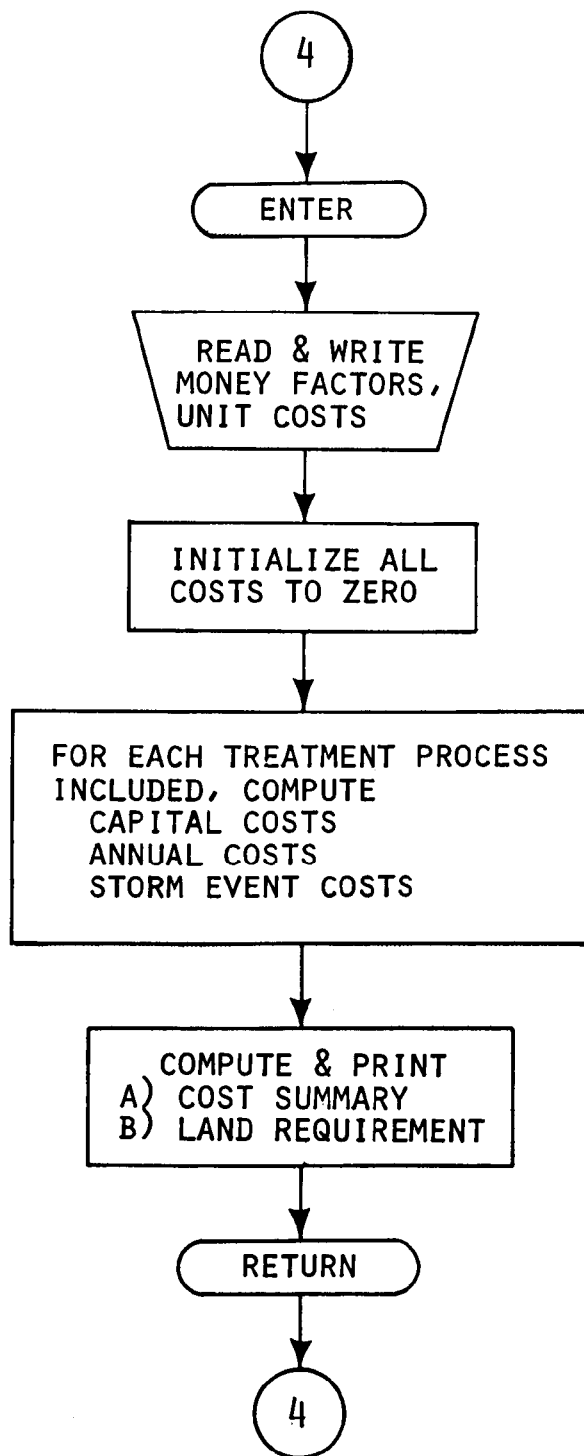 4
ENTER
READ & WRITE
MONEY FACTORS,
UNIT COSTS
INITIALIZE ALL
COSTS TO ZERO
FOR EACH TREATMENT PROCESS
INCLUDED, COMPUTE
CAPITAL COSTS
ANNUAL COSTS
STORM EVENT COSTS
COMPUTE & PRINT
A) COST SUMMARY
B) LAND REQUIREMENT
RETURN
4